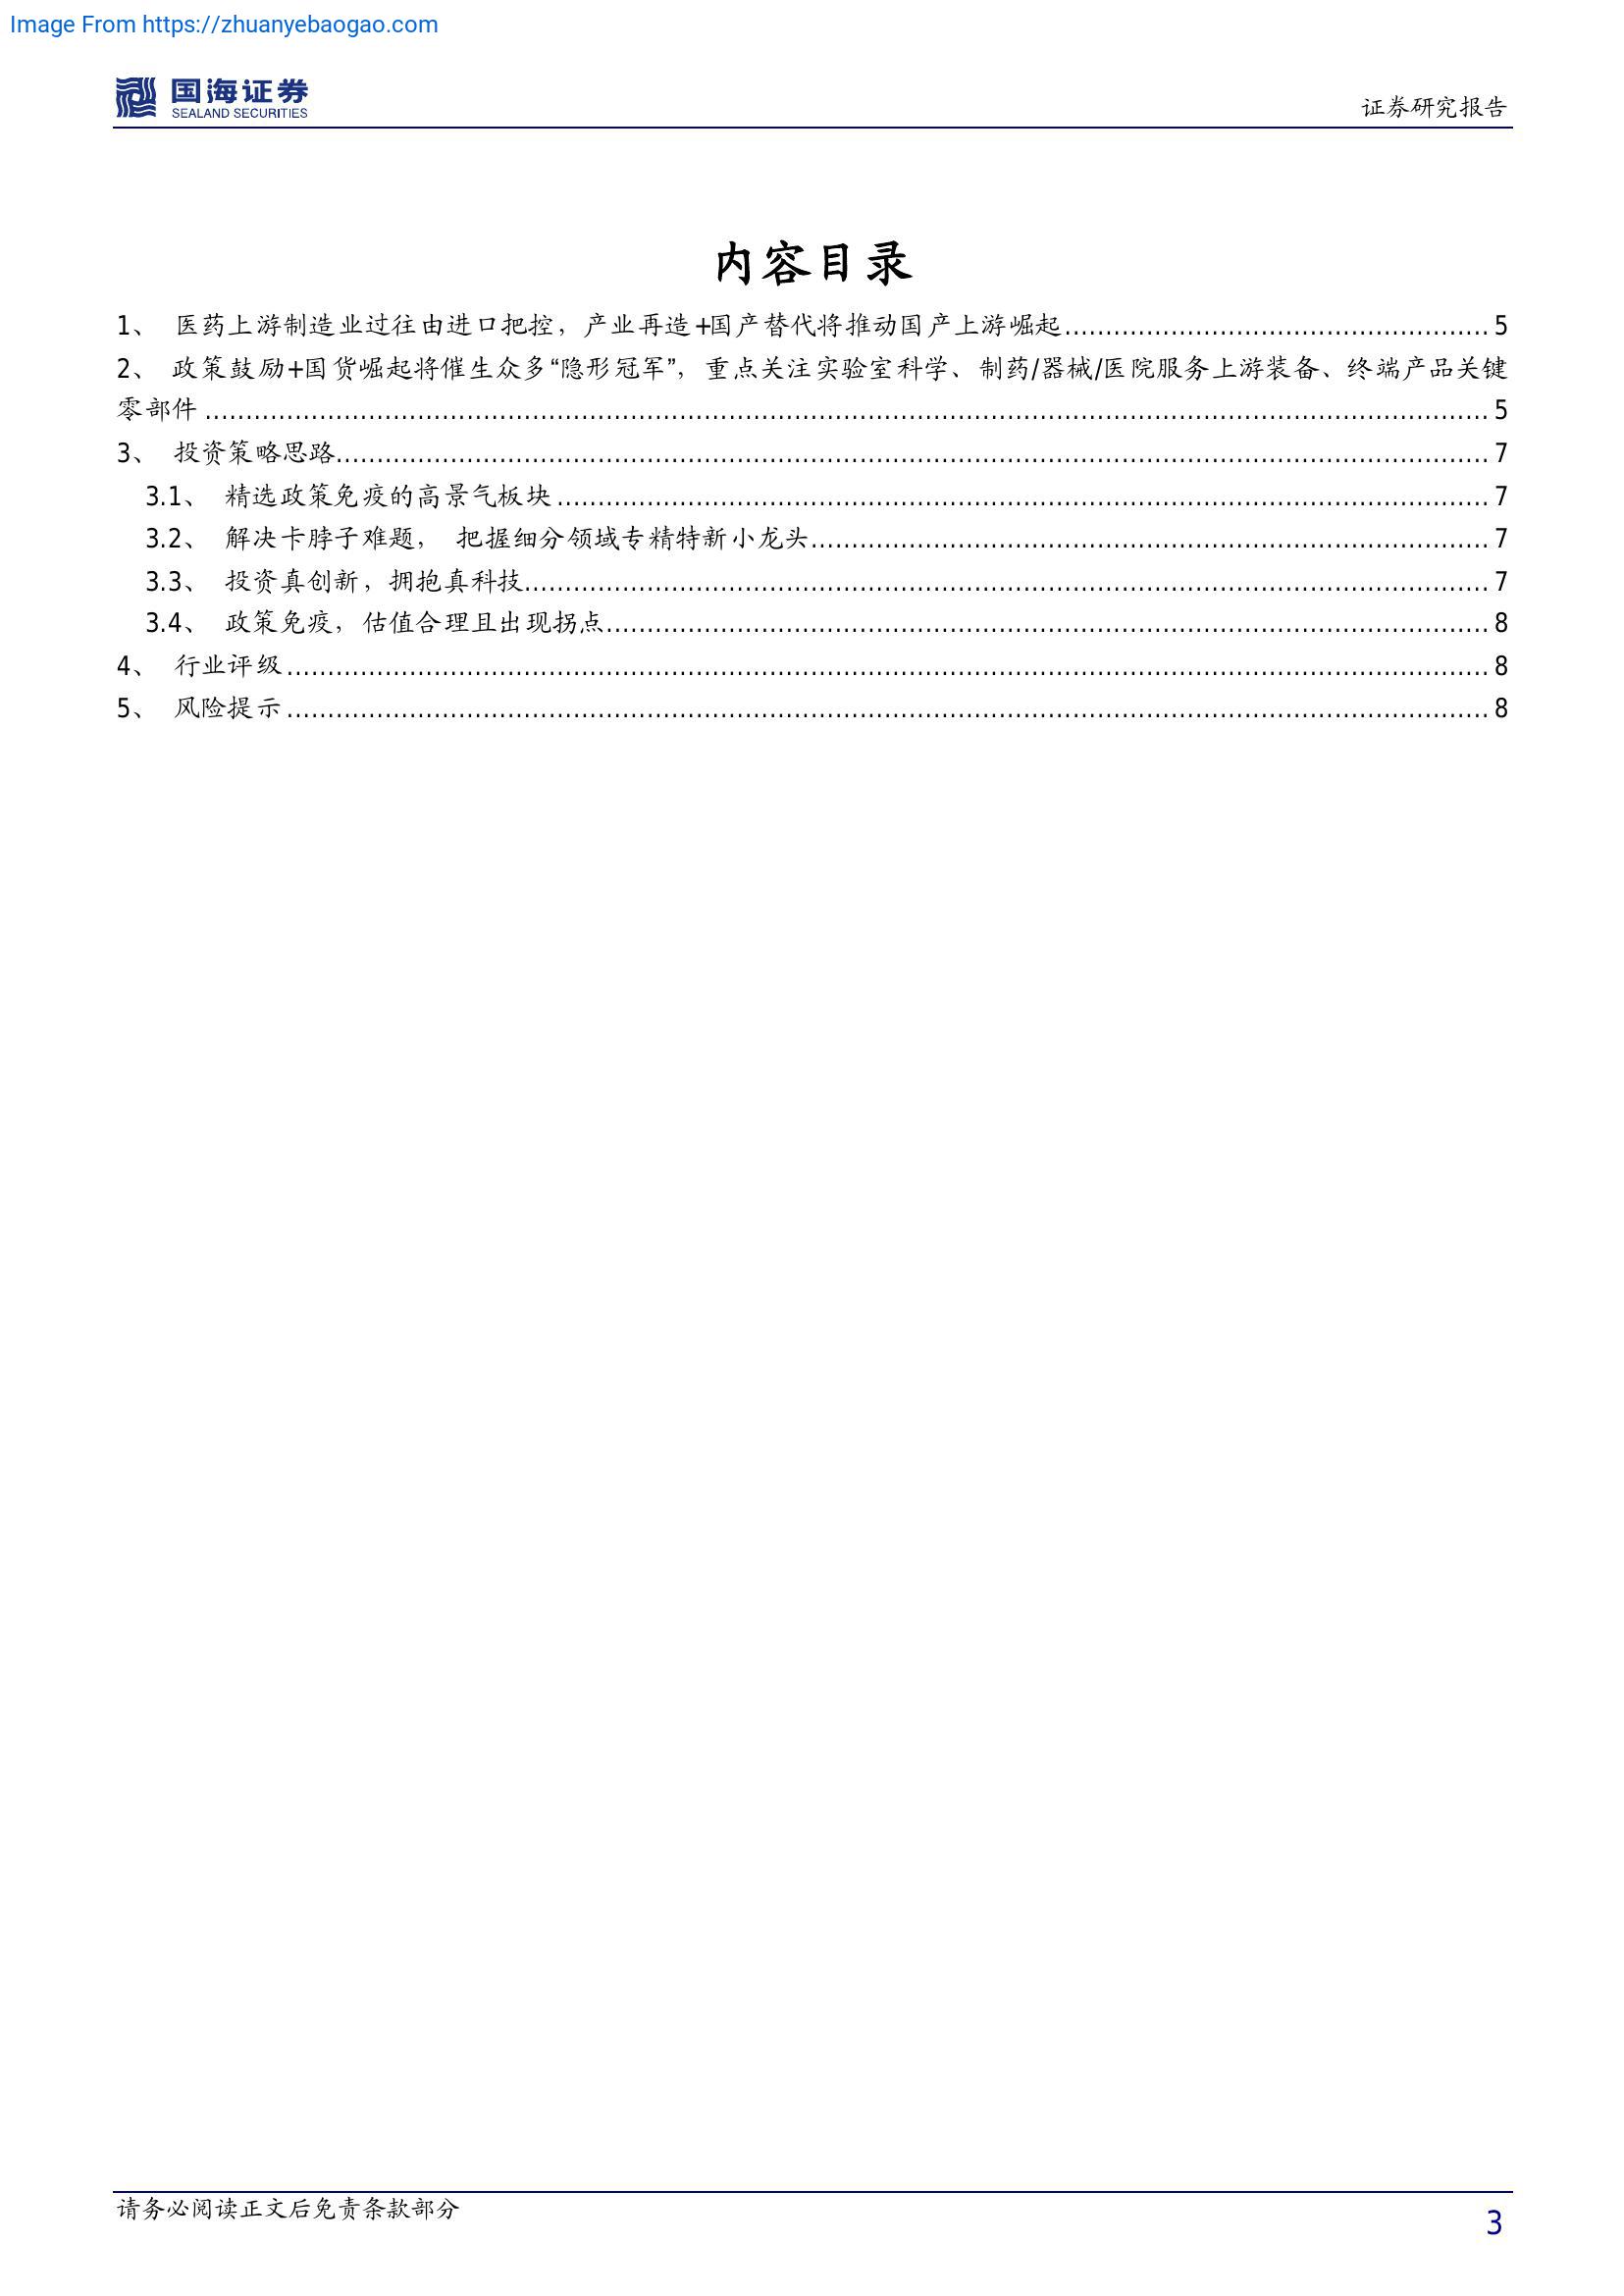 Image From https://zhuanyebaogao.com
国海证券
SEALAND SECURITIES
证券研究报告
内容目录
1、 医药上游制造业过往由进口把控，产业再造+国产替代将推动国产上游崛起........................................ 5
2、 政策鼓励+国货崛起将催生众多“隐形冠军”，重点关注实验室科学、制药/器械/医院服务上游装备、终端产品关键
零部件 ........................................ 5
3、 投资策略思路........................................ 7
3.1、 精选政策免疫的高景气板块 ........................................ 7
3.2、 解决卡脖子难题， 把握细分领域专精特新小龙头........................................ 7
3.3、 投资真创新，拥抱真科技........................................ 7
3.4、 政策免疫，估值合理且出现拐点........................................ 8
4、 行业评级 ........................................ 8
5、 风险提示 ........................................ 8
请务必阅读正文后免责条款部分
3